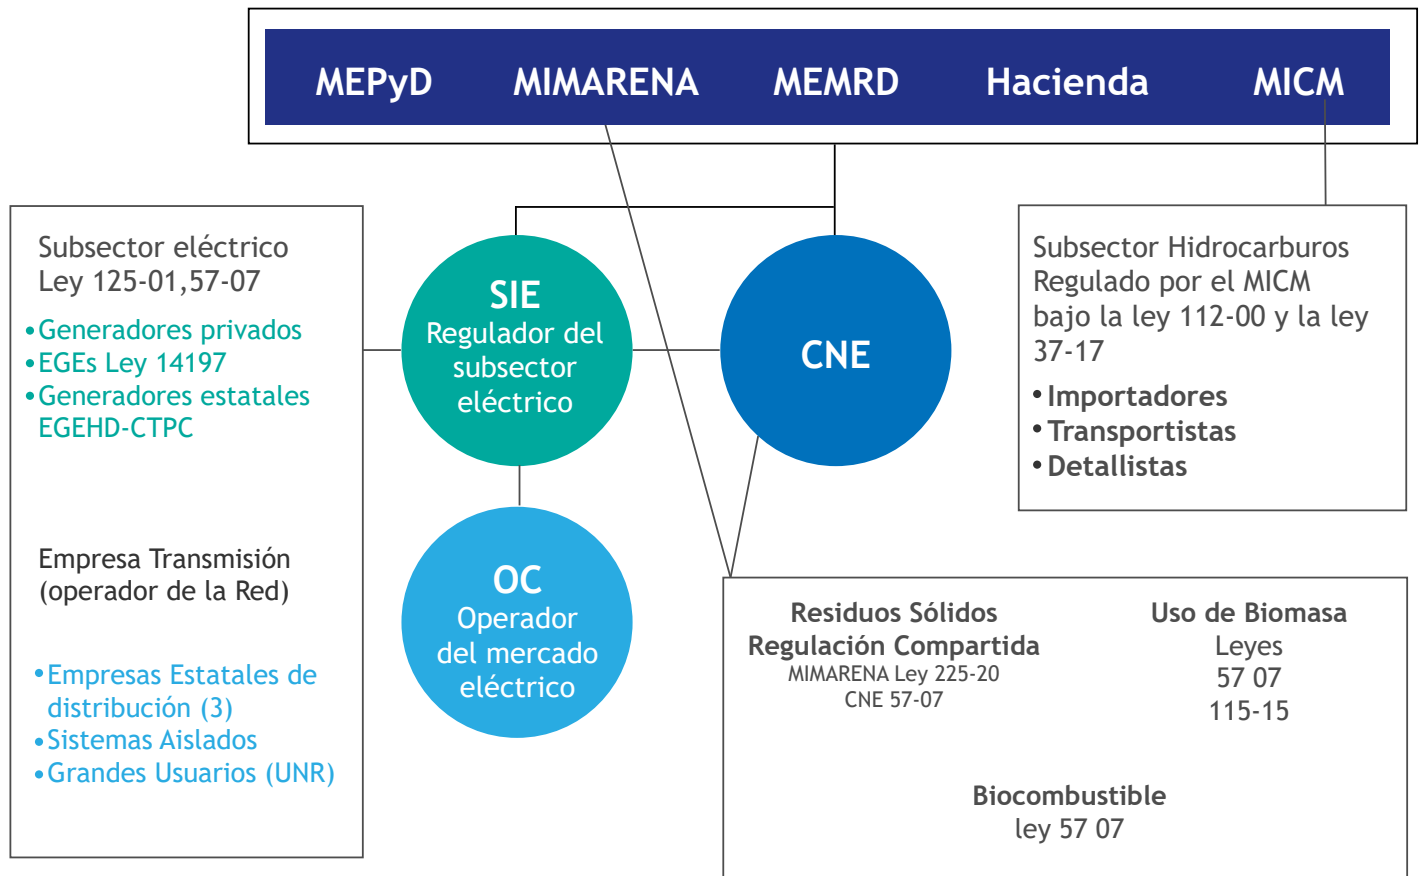 MEPyD MIMARENA MEMRD Hacienda MICM
Subsector eléctrico
Ley 125-01,57-07
• Generadores privados
• EGEs Ley 14197
• Generadores estatales
EGEHD-CTPC
Empresa Transmisión
(operador de la Red)
• Empresas Estatales de
distribución (3)
• Sistemas Aislados
• Grandes Usuarios (UNR)
SIE
Regulador del
subsector
eléctrico
CNE
OC
Operador
del mercado
eléctrico
Subsector Hidrocarburos
Regulado por el MICM
bajo la ley 112-00 y la ley
37-17
• Importadores
• Transportistas
• Detallistas
Residuos Sólidos
Regulación Compartida
MIMARENA Ley 225-20
CNE 57-07
Uso de Biomasa
Leyes
57 07
115-15
Biocombustible
ley 57 07